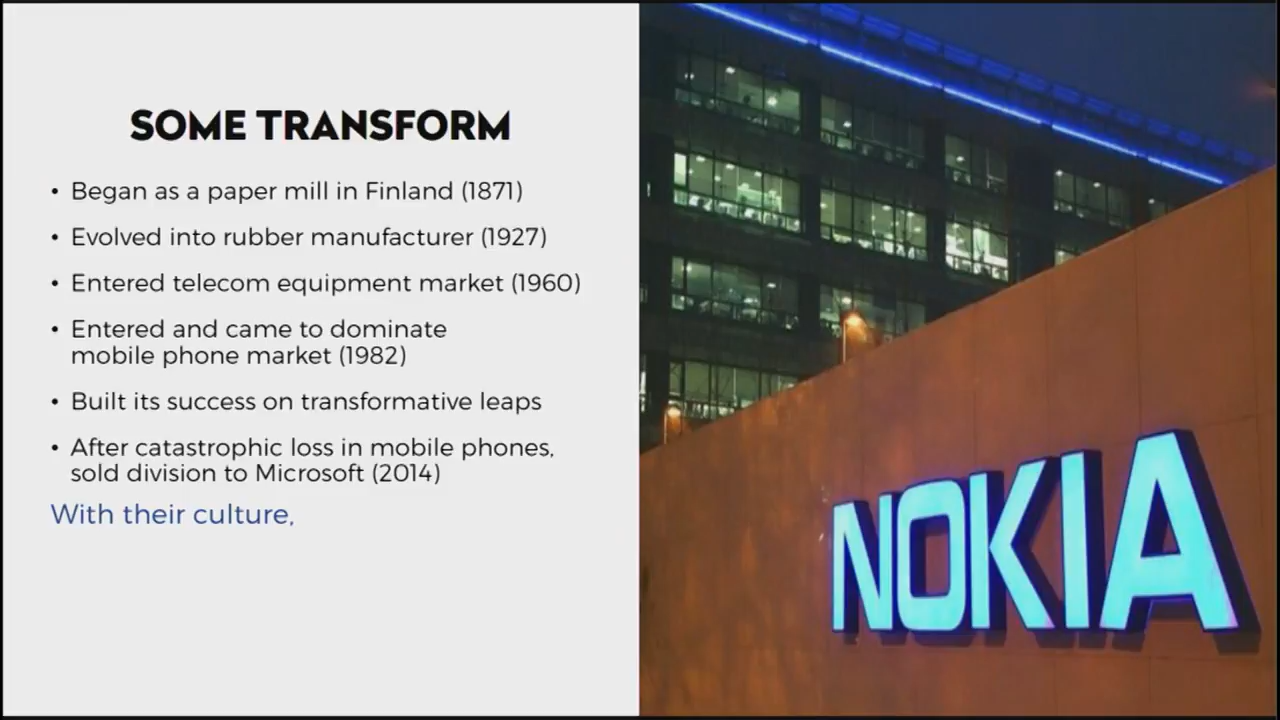 SOME TRANSFORM
• Began as a paper mill in Finland (1871)
• Evolved into rubber manufacturer (1927)
• Entered telecom equipment market (1960)
• Entered and came to dominate
mobile phone market (1982)
• Built its success on transformative leaps
• After catastrophic loss in mobile phones,
sold division to Microsoft (2014)
With their culture,
NOKIA